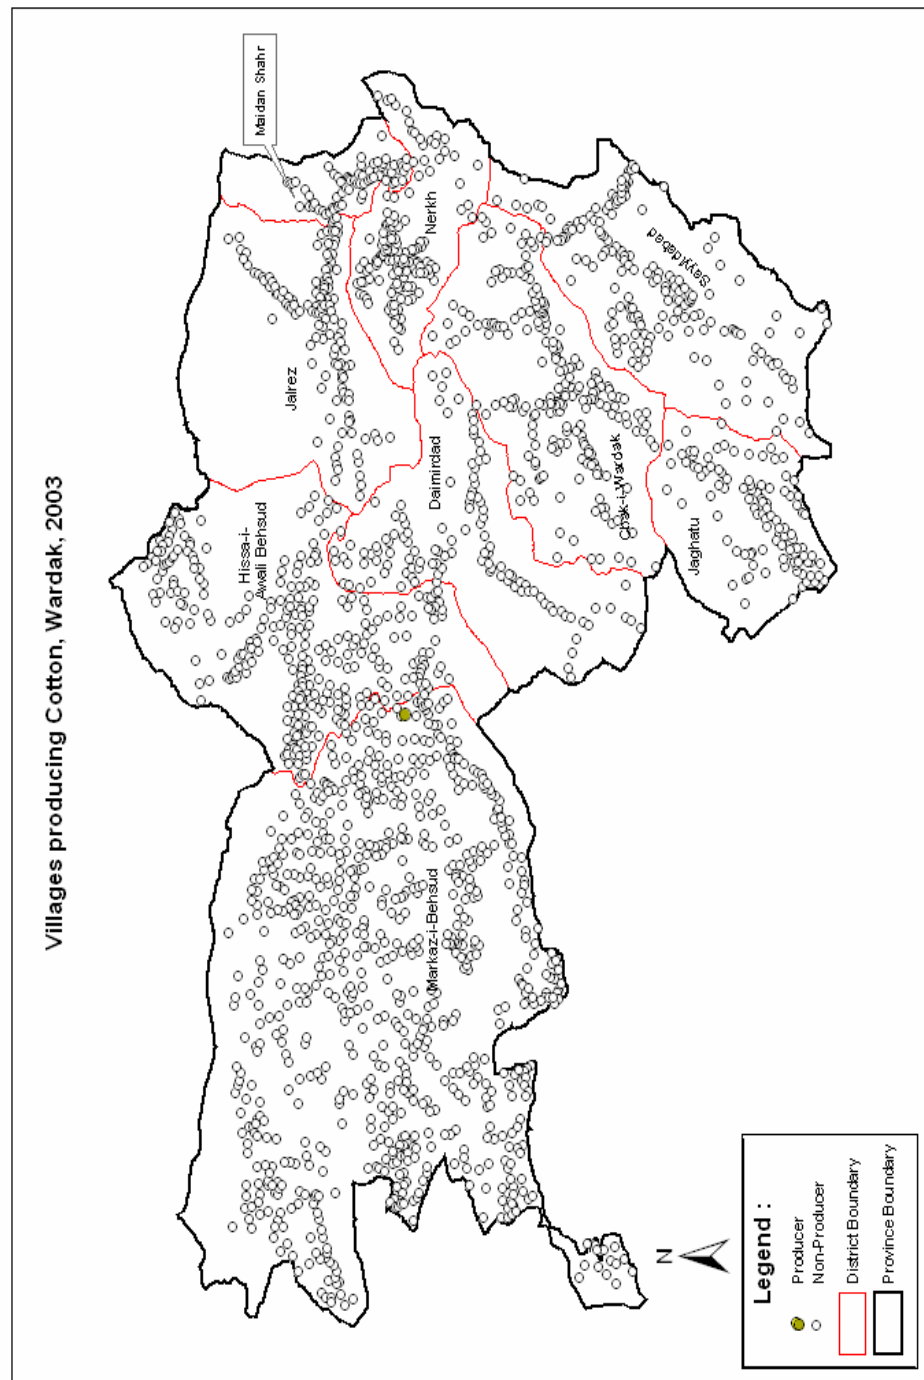 Villages producing Cotton, Wardak, 2003
Maidan Shahr
Jalrez
Nerkh
Hissa-i-
Awali Behsud
Daimirdad
Sayyidabad
Chak-i-Wardak
Jaghatu
Markaz-i-Behsud
N
Legend :
Producer
Non-Producer
District Boundary
Province Boundary